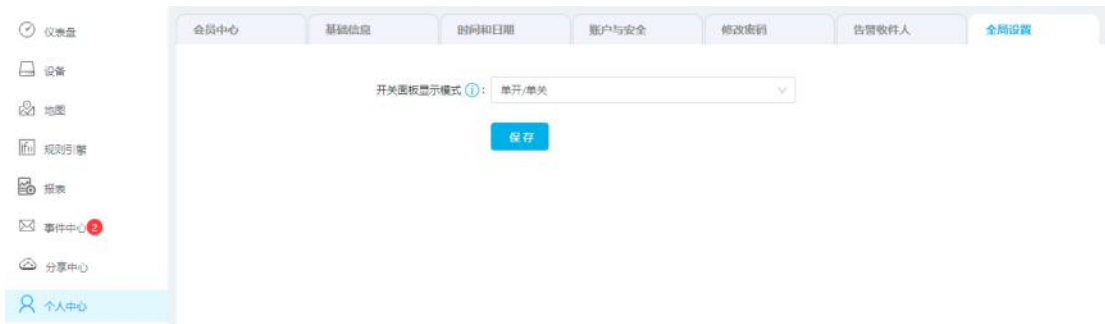 仪表盘
设备
地图
规则引擎
报表
事件中心 2
分享中心
个人中心
会员中心 基础信息 时间和日期 账户与安全 修改密码 告警收件人 全局设置
开关面板显示模式 ⓘ： 单开/单关
保存